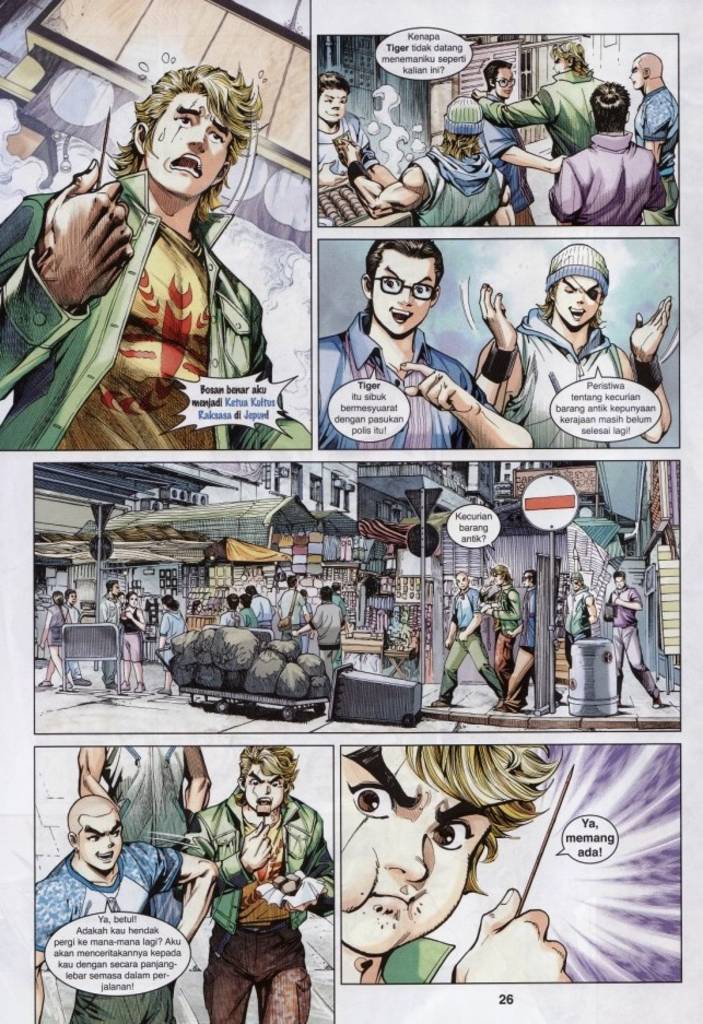 Bosan benar aku
menjadi Ketua Kultus
Raksasa di Jepun!
Kenapa
Tiger tidak datang
menemaniku seperti
kalian ini?
Tiger
itu sibuk
bermesyuarat
dengan pasukan
polis itu!
Peristiwa
tentang kecurian
barang antik kepunyaan
kerajaan masih belum
selesai lagi!
Kecurian
barang
antik?
Ya, betul!
Adakah kau hendak
pergi ke mana-mana lagi? Aku
akan menceritakannya kepada
kau dengan secara panjang-
lebar semasa dalam per-
jalanan!
Ya,
memang
ada!
26